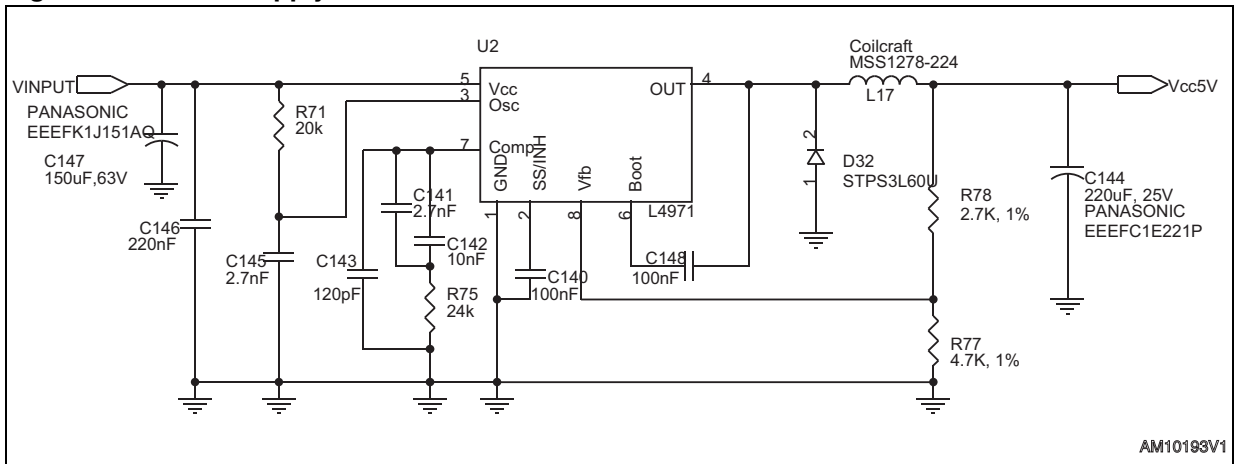 U2
Coilcraft
MSS1278-224
L17
VINPUT
Vcc5V
PANASONIC
EEEFK1J151AQ
C147
150uF,63V
R71
20k
5
3
7
Vcc
Osc
Comp
OUT
4
GND
SS/INH
Vfb
Boot
1
2
8
6
L4971
2
1
D32
STPS3L60U
R78
2.7K, 1%
C144
220uF, 25V
PANASONIC
EEEFC1E221P
C146
220nF
C145
2.7nF
C143
120pF
C141
2.7nF
C142
10nF
R75
24k
C140
100nF
C148
100nF
R77
4.7K, 1%
AM10193V1